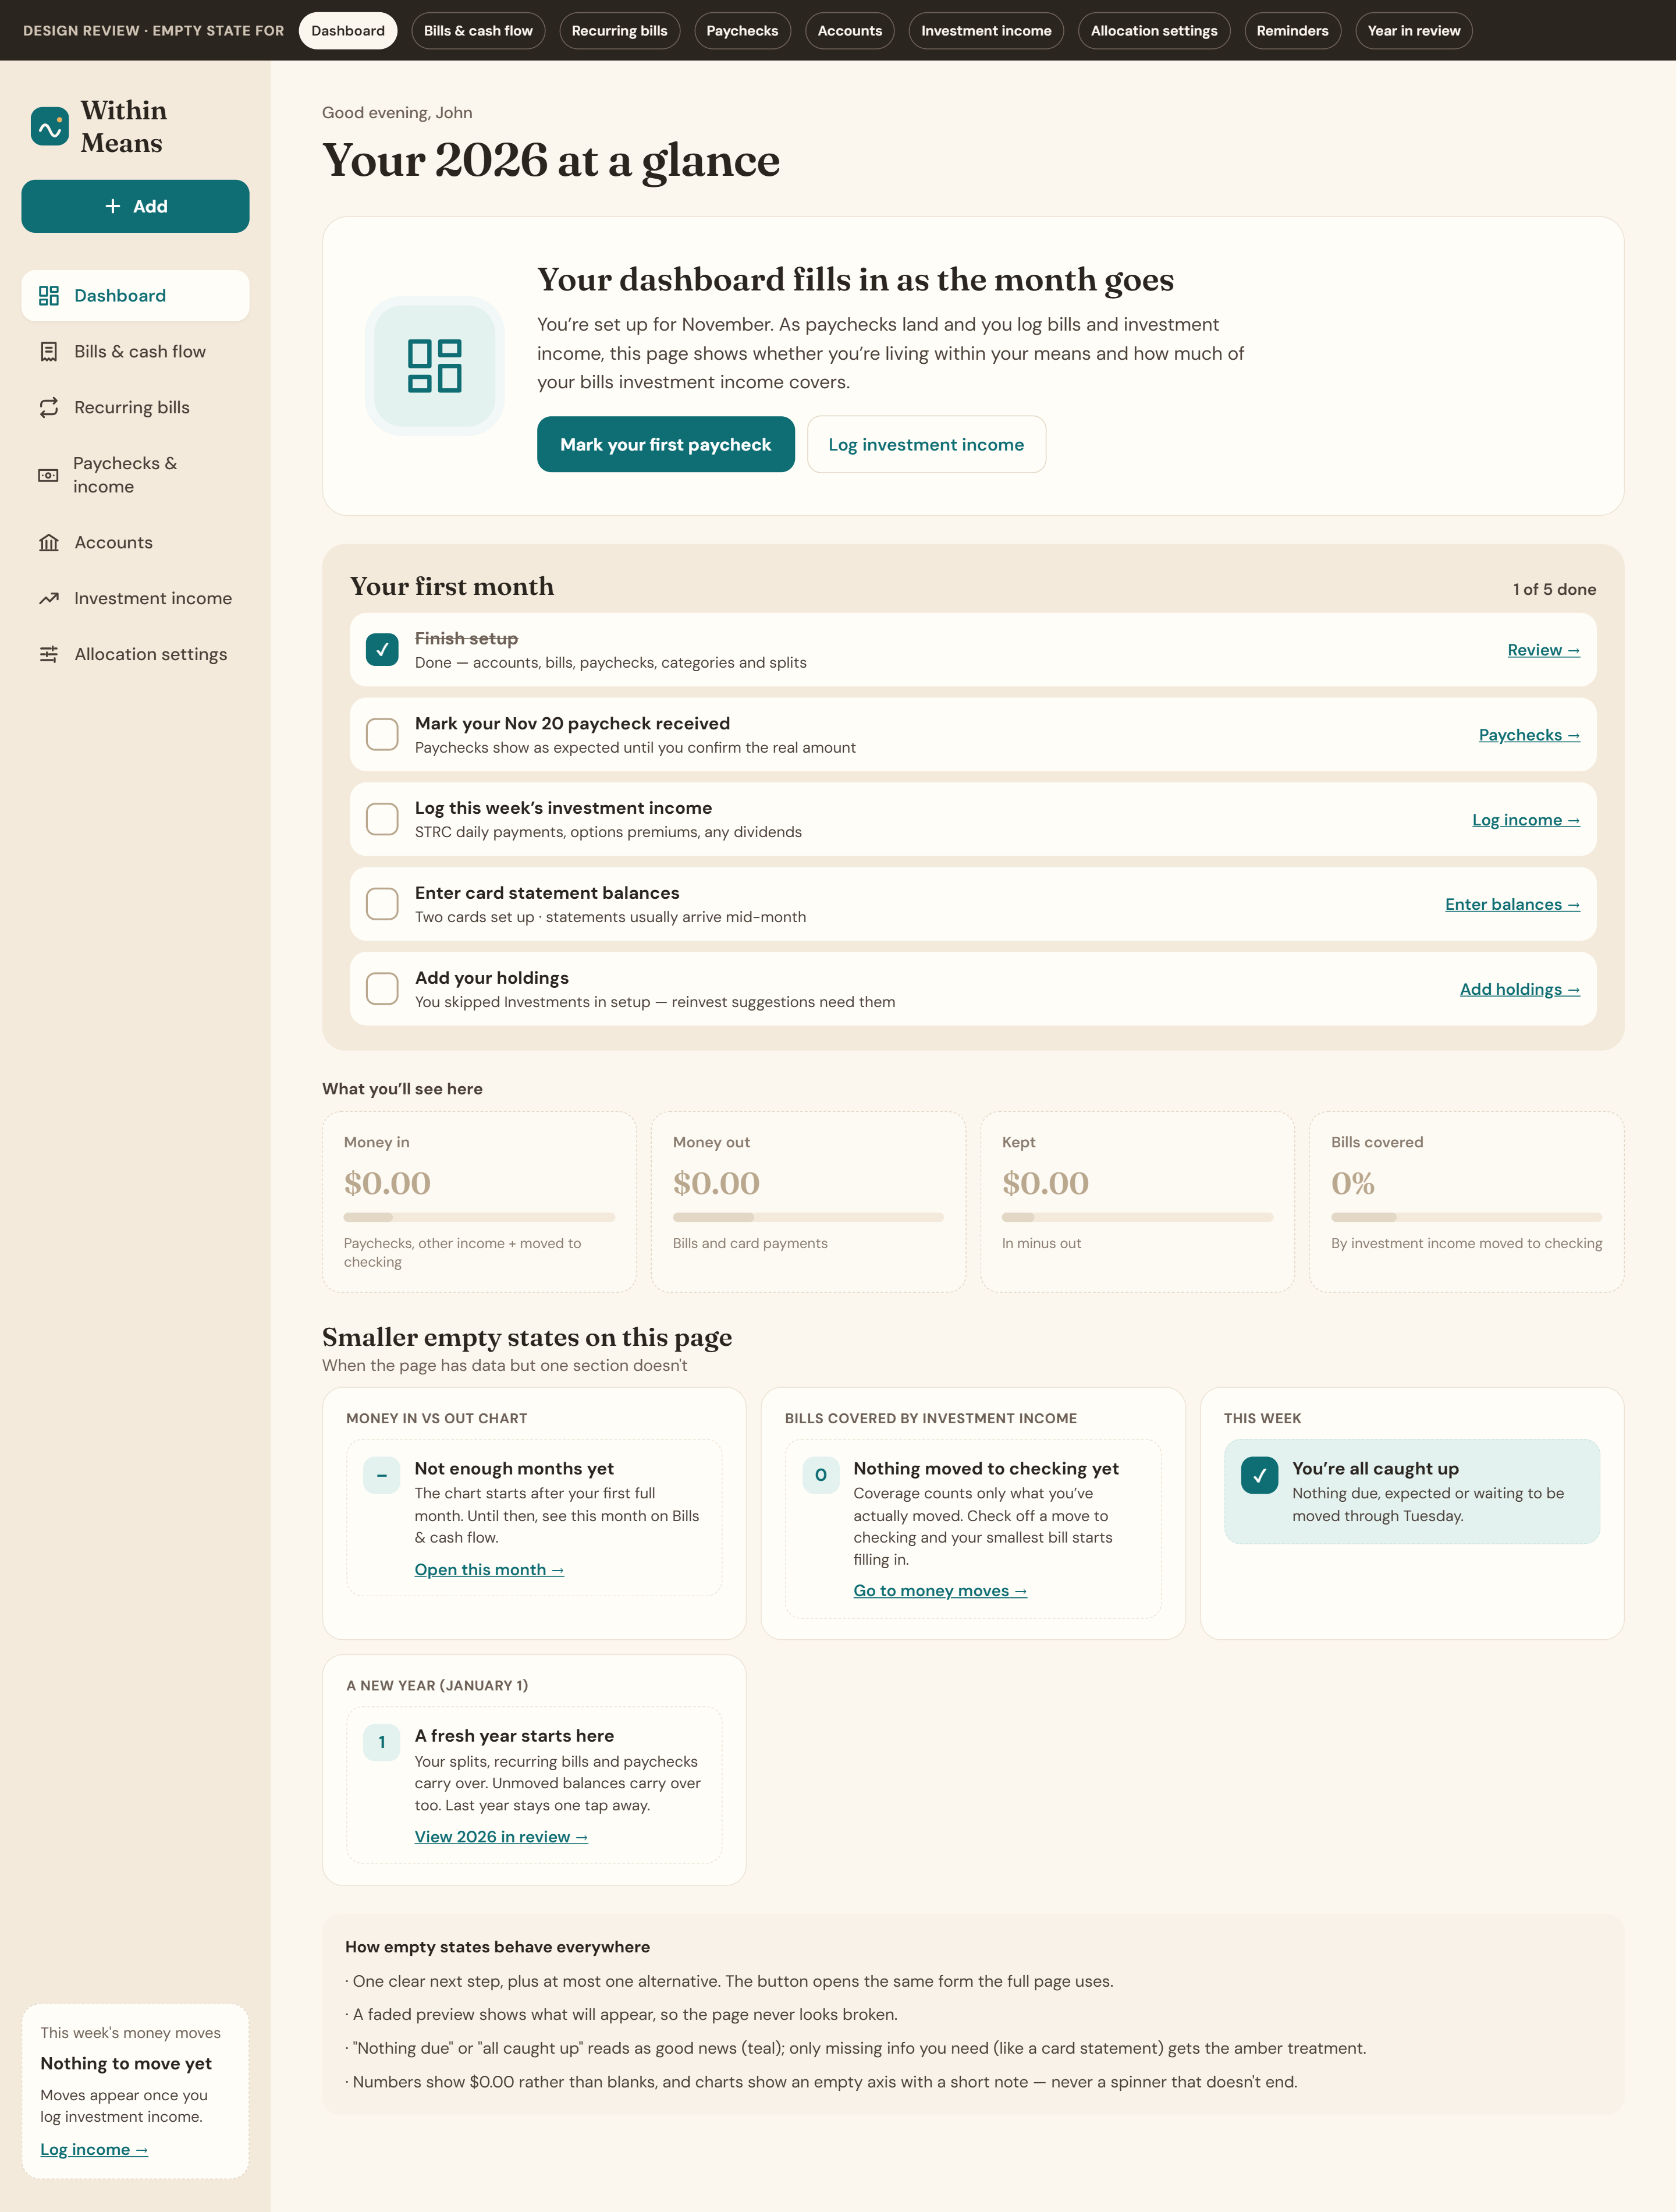 DESIGN REVIEW · EMPTY STATE FOR
Dashboard
Bills & cash flow
Recurring bills
Paychecks
Accounts
Investment income
Allocation settings
Reminders
Year in review
Within
Means
+ Add
Dashboard
Bills & cash flow
Recurring bills
Paychecks &
income
Accounts
Investment income
Allocation settings
This week's money moves
Nothing to move yet
Moves appear once you
log investment income.
Log income →
Good evening, John
Your 2026 at a glance
Your dashboard fills in as the month goes
You’re set up for November. As paychecks land and you log bills and investment
income, this page shows whether you’re living within your means and how much of
your bills investment income covers.
Mark your first paycheck
Log investment income
Your first month
1 of 5 done
Finish setup
Done — accounts, bills, paychecks, categories and splits
Review →
Mark your Nov 20 paycheck received
Paychecks show as expected until you confirm the real amount
Paychecks →
Log this week’s investment income
STRC daily payments, options premiums, any dividends
Log income →
Enter card statement balances
Two cards set up · statements usually arrive mid-month
Enter balances →
Add your holdings
You skipped Investments in setup — reinvest suggestions need them
Add holdings →
What you’ll see here
Money in
$0.00
Paychecks, other income + moved to
checking
Money out
$0.00
Bills and card payments
Kept
$0.00
In minus out
Bills covered
0%
By investment income moved to checking
Smaller empty states on this page
When the page has data but one section doesn't
MONEY IN VS OUT CHART
–
Not enough months yet
The chart starts after your first full
month. Until then, see this month on Bills
& cash flow.
Open this month →
BILLS COVERED BY INVESTMENT INCOME
0
Nothing moved to checking yet
Coverage counts only what you’ve
actually moved. Check off a move to
checking and your smallest bill starts
filling in.
Go to money moves →
THIS WEEK
✓
You’re all caught up
Nothing due, expected or waiting to be
moved through Tuesday.
A NEW YEAR (JANUARY 1)
1
A fresh year starts here
Your splits, recurring bills and paychecks
carry over. Unmoved balances carry over
too. Last year stays one tap away.
View 2026 in review →
How empty states behave everywhere
· One clear next step, plus at most one alternative. The button opens the same form the full page uses.
· A faded preview shows what will appear, so the page never looks broken.
· "Nothing due" or "all caught up" reads as good news (teal); only missing info you need (like a card statement) gets the amber treatment.
· Numbers show $0.00 rather than blanks, and charts show an empty axis with a short note — never a spinner that doesn't end.